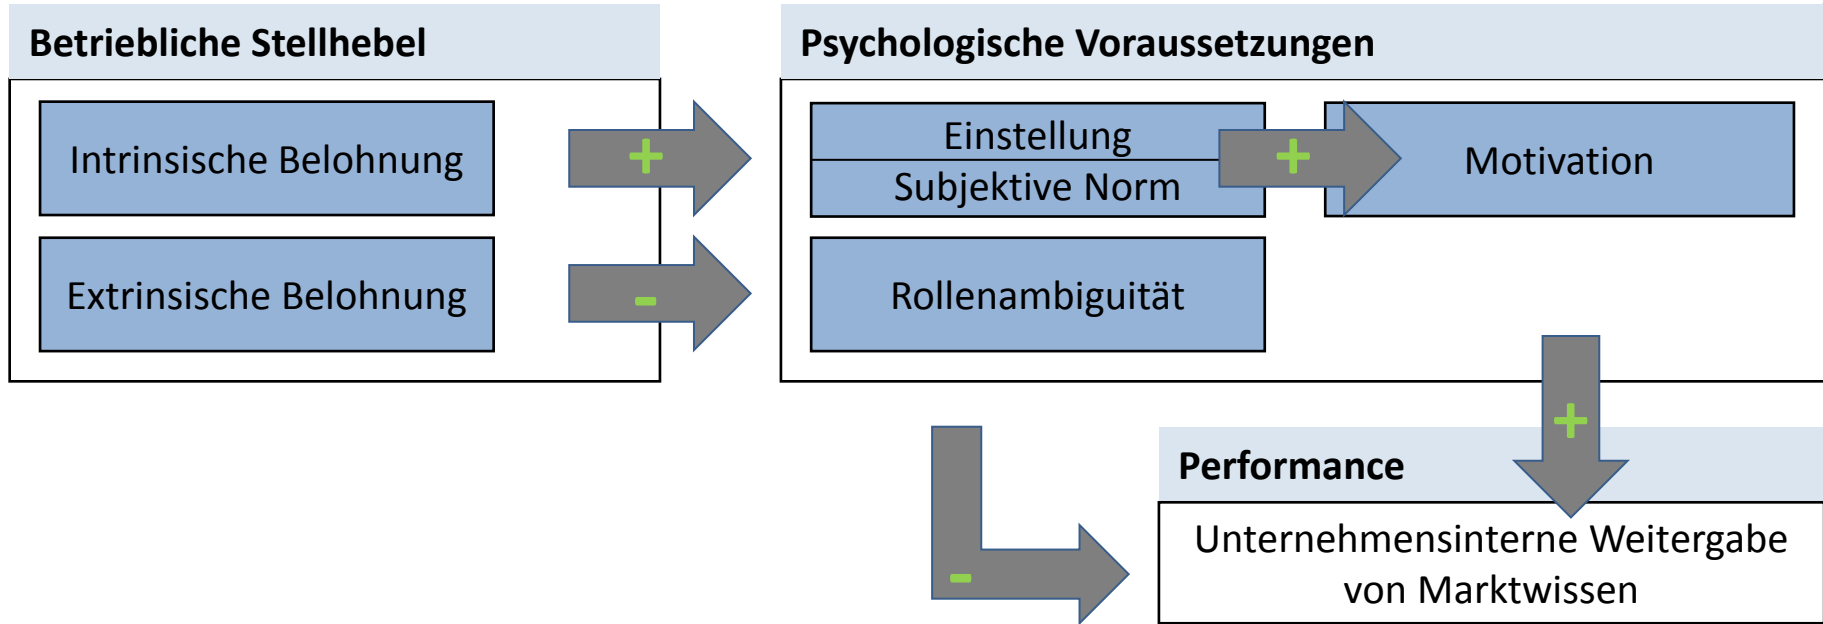 Betriebliche Stellhebel
Intrinsische Belohnung
+
Extrinsische Belohnung
-
Psychologische Voraussetzungen
Einstellung
Subjektive Norm
+
Motivation
Rollenambiguität
+
-
Performance
Unternehmensinterne Weitergabe
von Marktwissen